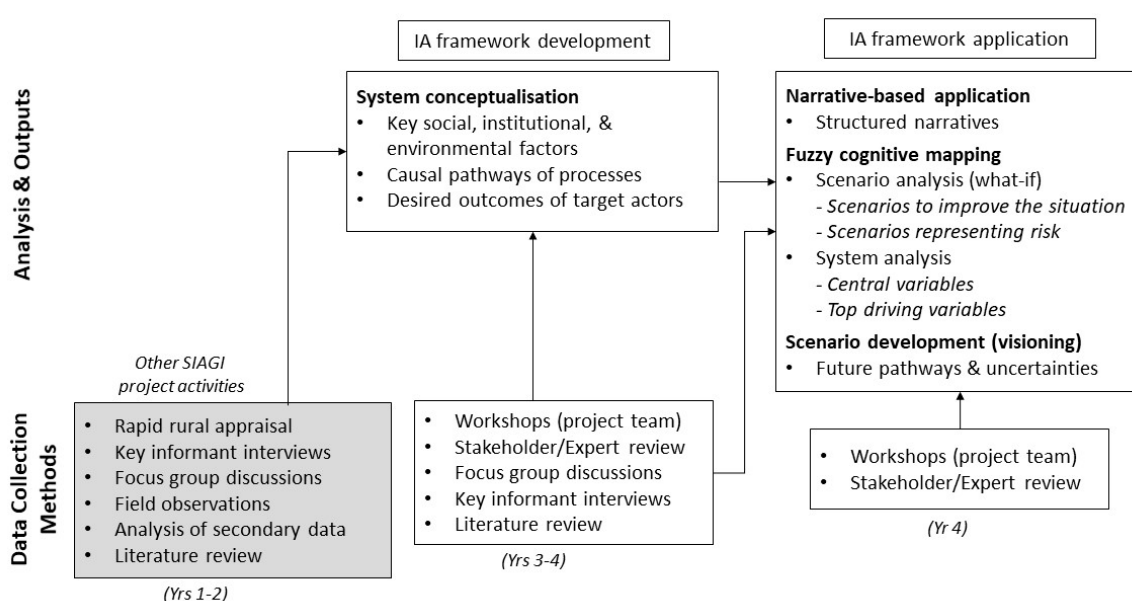 IA framework development
IA framework application
Analysis & Outputs
System conceptualisation
• Key social, institutional, &
environmental factors
• Causal pathways of processes
• Desired outcomes of target actors
Narrative-based application
• Structured narratives
Fuzzy cognitive mapping
• Scenario analysis (what-if)
- Scenarios to improve the situation
- Scenarios representing risk
• System analysis
- Central variables
- Top driving variables
Scenario development (visioning)
• Future pathways & uncertainties
Data Collection
Methods
Other SIAGI
project activities
• Rapid rural appraisal
• Key informant interviews
• Focus group discussions
• Field observations
• Analysis of secondary data
• Literature review
(Yrs 1-2)
• Workshops (project team)
• Stakeholder/Expert review
• Focus group discussions
• Key informant interviews
• Literature review
(Yrs 3-4)
• Workshops (project team)
• Stakeholder/Expert review
(Yr 4)